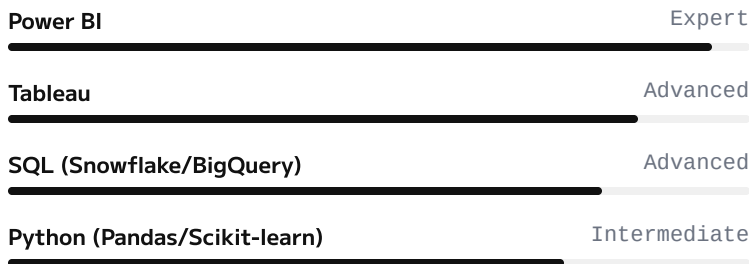 Power BI Expert
Tableau Advanced
SQL (Snowflake/BigQuery) Advanced
Python (Pandas/Scikit-learn) Intermediate